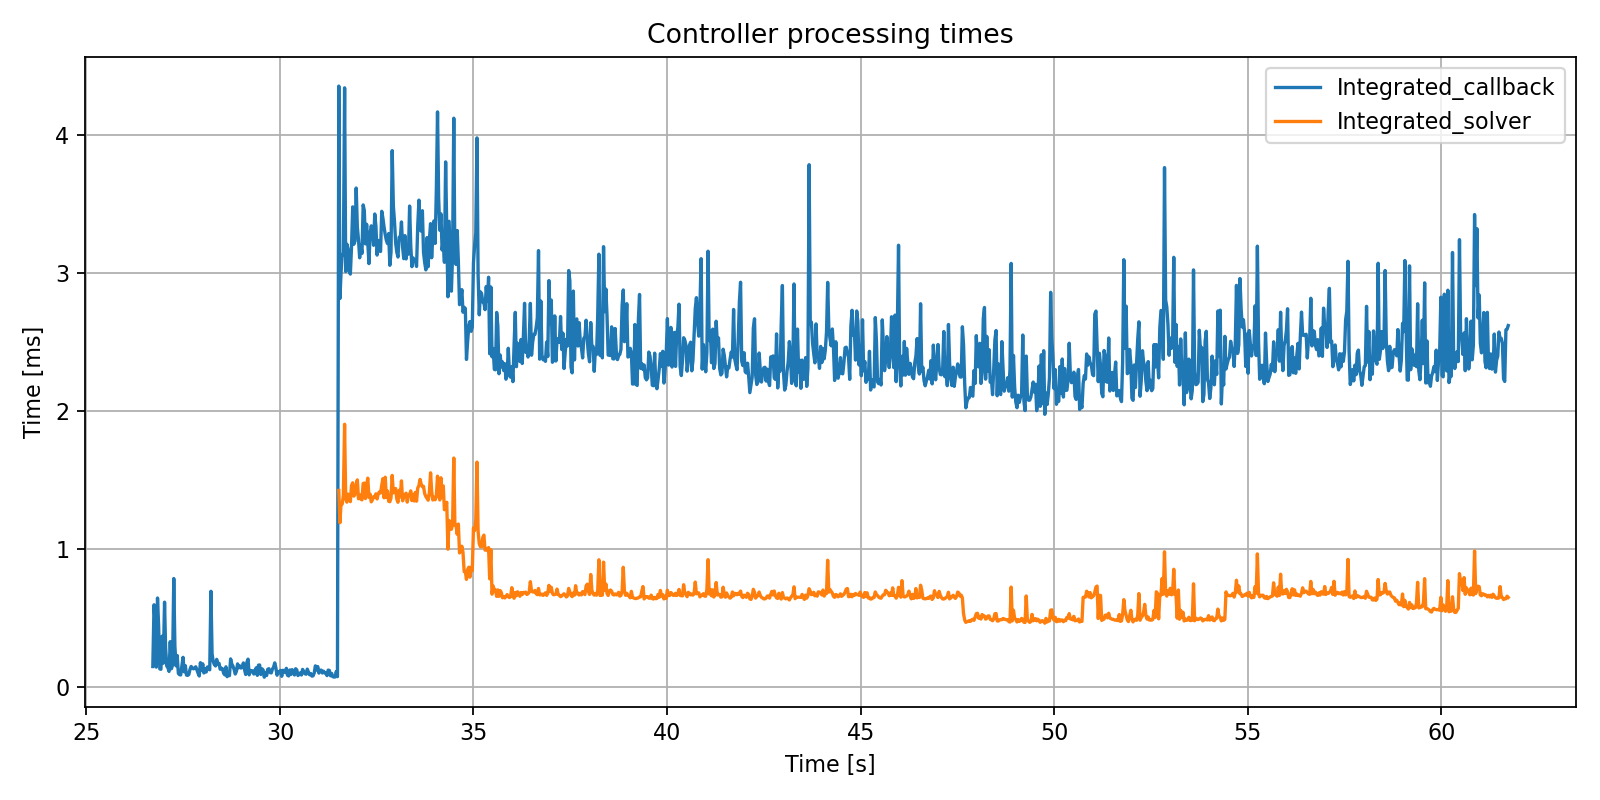 Controller processing times
Integrated_callback
Integrated_solver
Time [ms]
4
3
2
1
0
25 30 35 40 45 50 55 60
Time [s]